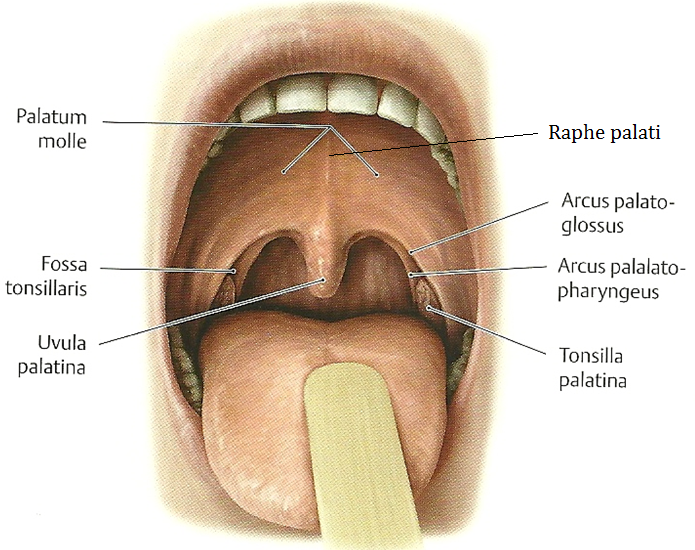 Palatum
molle
Fossa
tonsillaris
Uvula
palatina
Raphe palati
Arcus palato-
glossus
Arcus palalato-
pharyngeus
Tonsilla
palatina